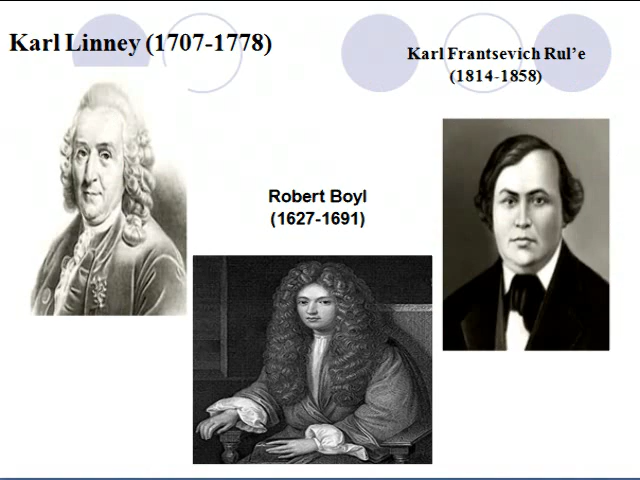 Karl Linney (1707-1778)
Karl Frantsevich Rul’e
(1814-1858)
Robert Boyl
(1627-1691)